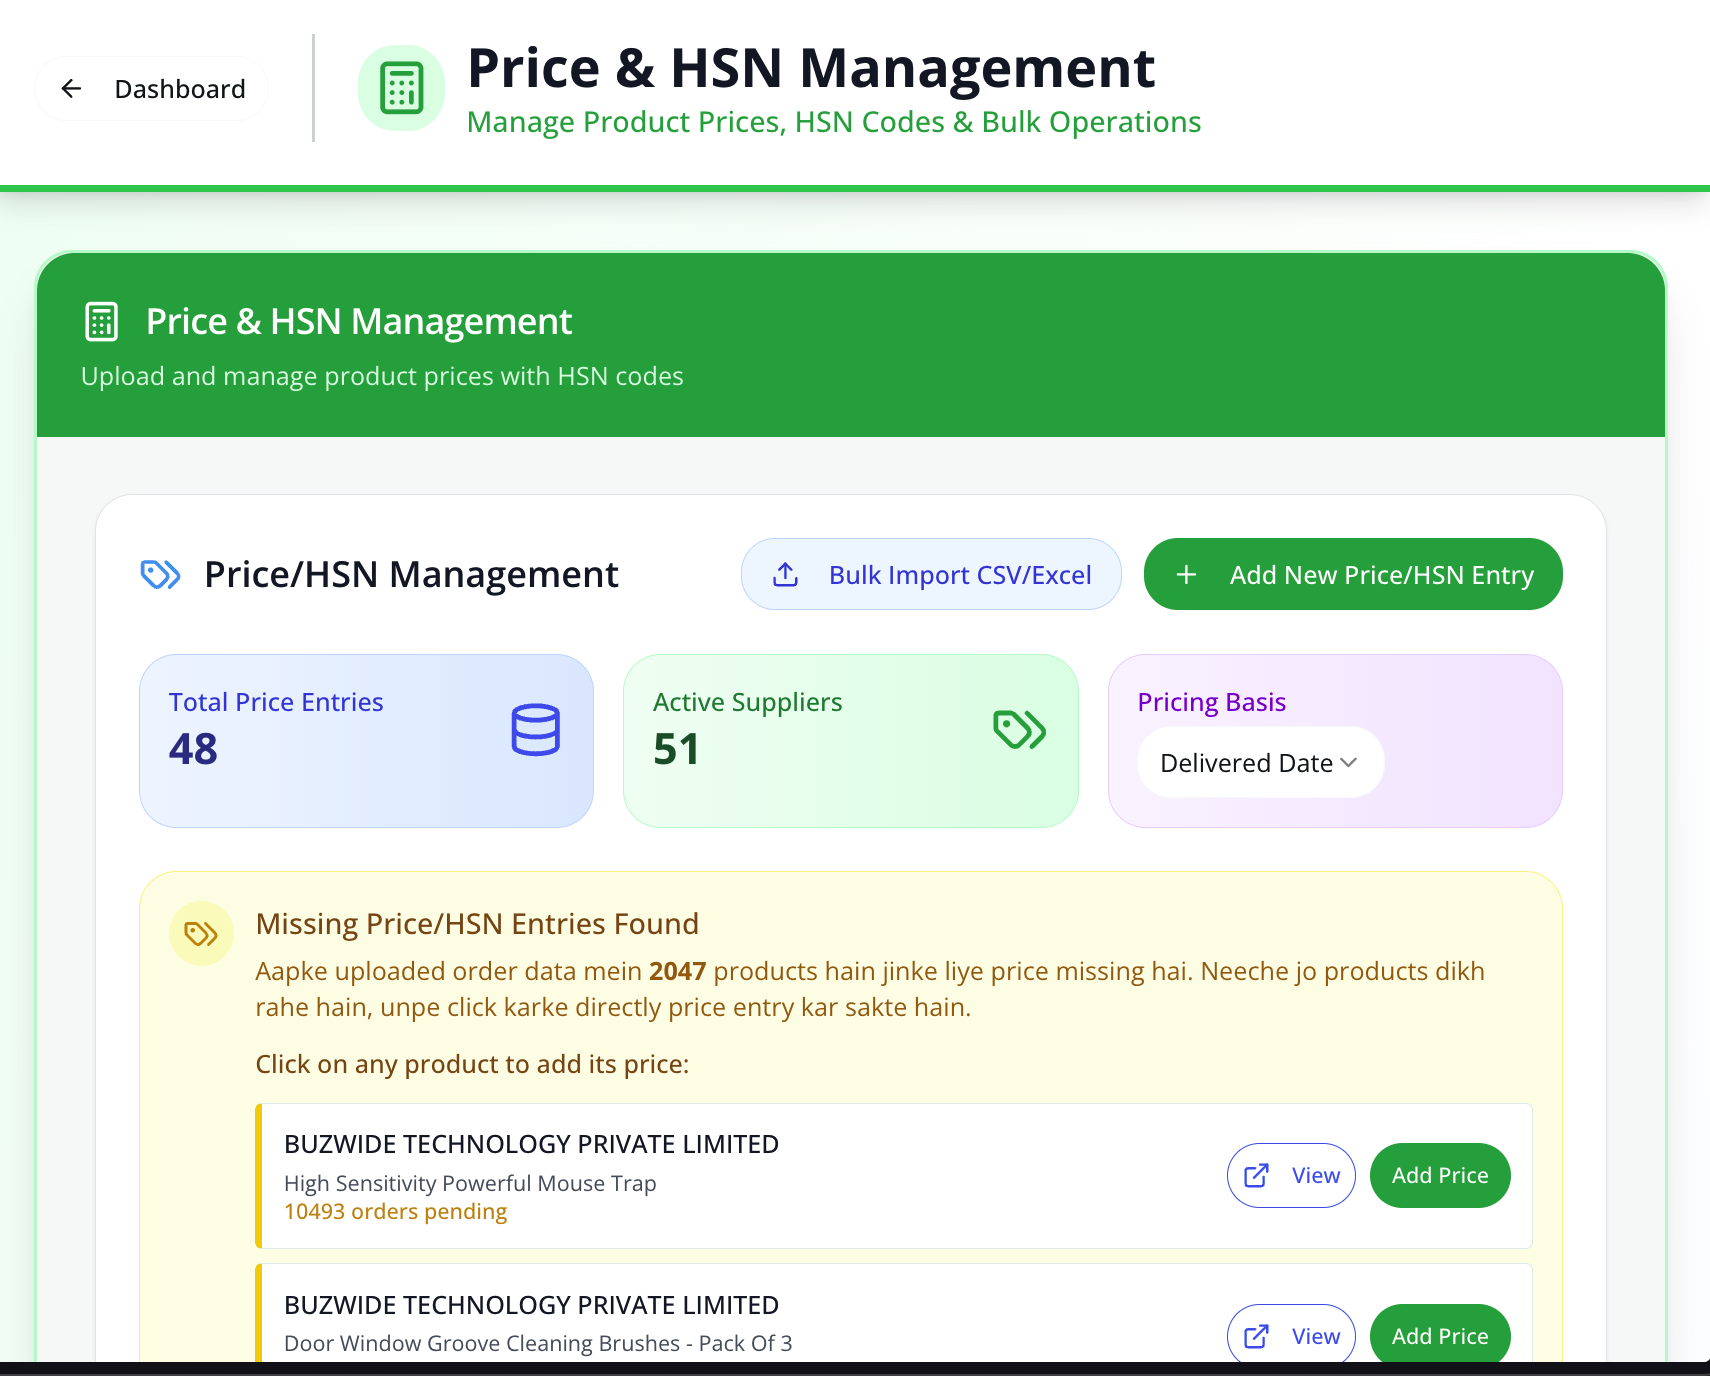 Dashboard
Price & HSN Management
Manage Product Prices, HSN Codes & Bulk Operations
Price & HSN Management
Upload and manage product prices with HSN codes
Price/HSN Management
Bulk Import CSV/Excel
Add New Price/HSN Entry
Total Price Entries
48
Active Suppliers
51
Pricing Basis
Delivered Date
Missing Price/HSN Entries Found
Aapke uploaded order data mein 2047 products hain jinke liye price missing hai. Neeche jo products dikh
rahe hain, unpe click karke directly price entry kar sakte hain.
Click on any product to add its price:
BUZWIDE TECHNOLOGY PRIVATE LIMITED
High Sensitivity Powerful Mouse Trap
10493 orders pending
View
Add Price
BUZWIDE TECHNOLOGY PRIVATE LIMITED
Door Window Groove Cleaning Brushes - Pack Of 3
View
Add Price